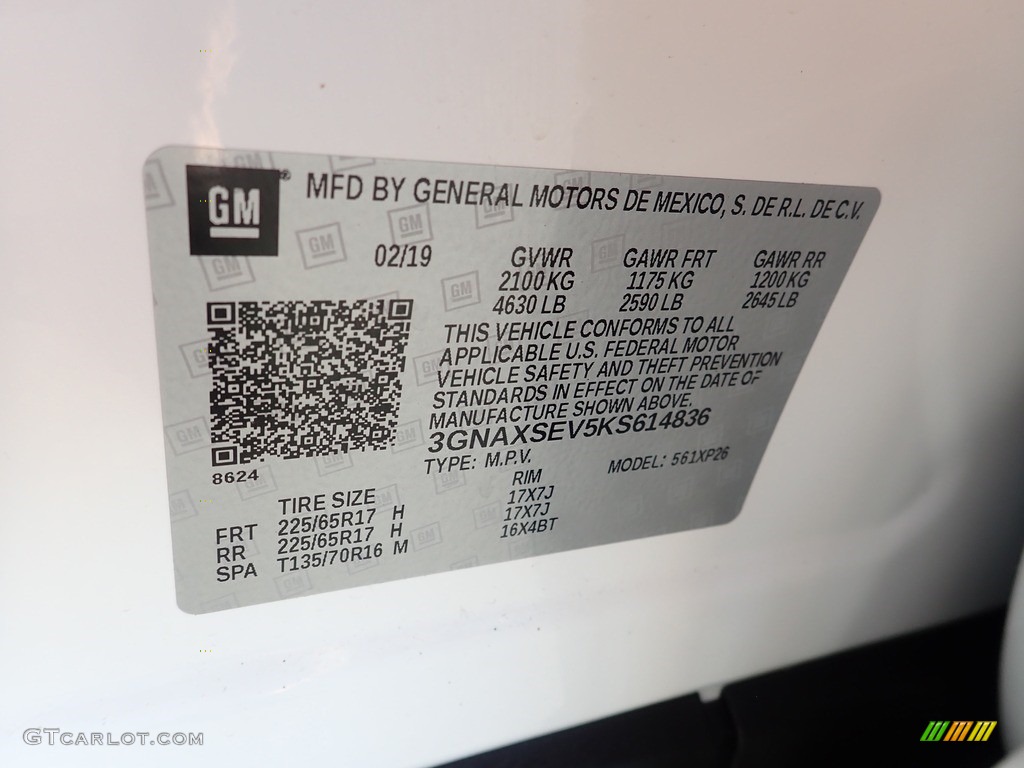 GM® MFD BY GENERAL MOTORS DE MEXICO, S. DE R.L. DE C.V.
02/19 GVWR GAWR FRT GAWR RR
2100 KG 1175 KG 1200 KG
4630 LB 2590 LB 2645 LB
THIS VEHICLE CONFORMS TO ALL
APPLICABLE U.S. FEDERAL MOTOR
VEHICLE SAFETY AND THEFT PREVENTION
STANDARDS IN EFFECT ON THE DATE OF
MANUFACTURE SHOWN ABOVE.
3GNAXSEV5KS614836
8624 TYPE: M.P.V. MODEL: 561XP26
TIRE SIZE RIM
FRT 225/65R17 H 17X7J
RR 225/65R17 H 17X7J
SPA T135/70R16 M 16X4BT
GTcarlot.com